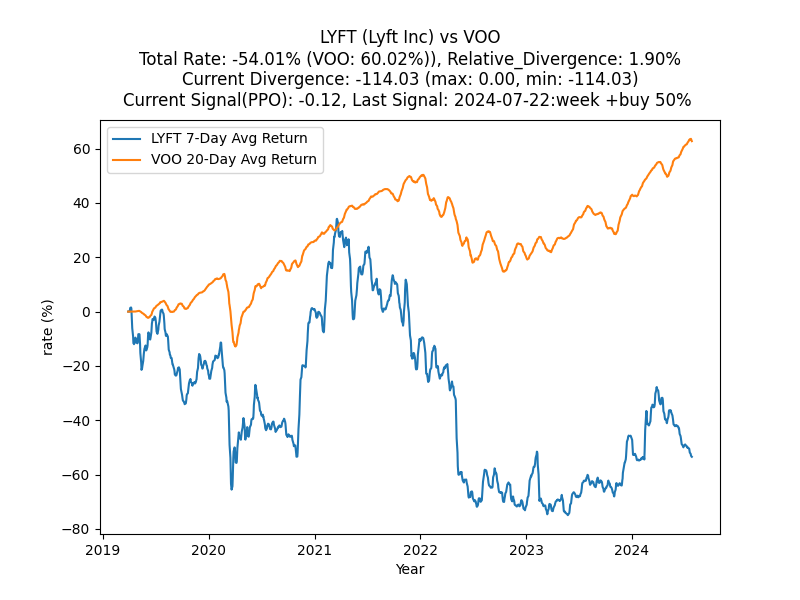 LYFT (Lyft Inc) vs VOO
Total Rate: -54.01% (VOO: 60.02%)), Relative_Divergence: 1.90%
Current Divergence: -114.03 (max: 0.00, min: -114.03)
Current Signal(PPO): -0.12, Last Signal: 2024-07-22:week +buy 50%
LYFT 7-Day Avg Return
VOO 20-Day Avg Return
60
40
20
0
−20
−40
−60
−80
rate (%)
2019 2020 2021 2022 2023 2024
Year